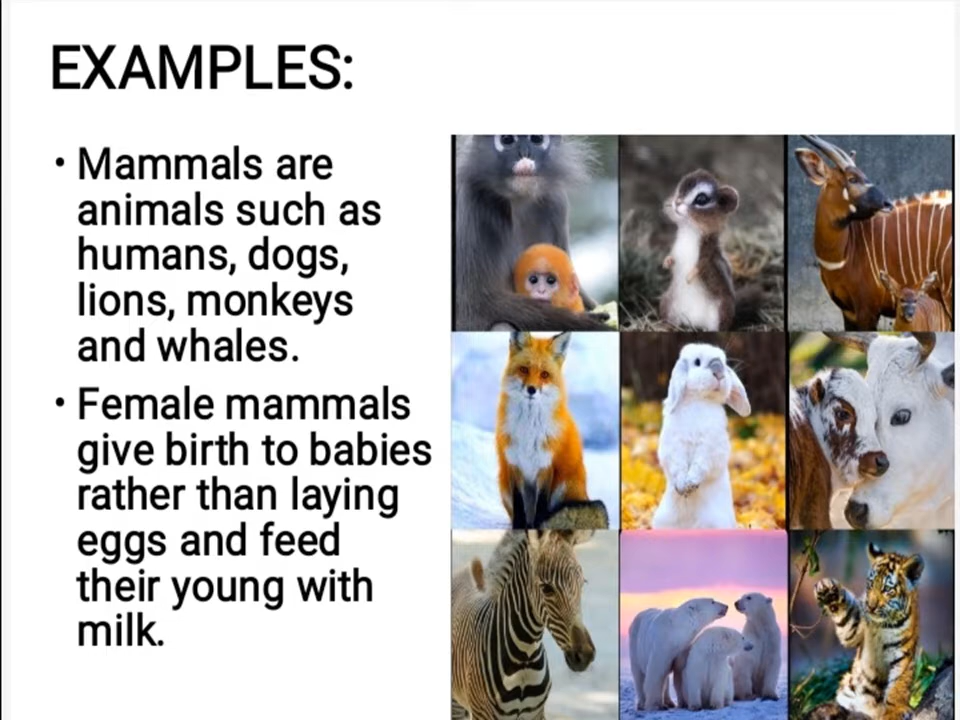 EXAMPLES:
• Mammals are
animals such as
humans, dogs,
lions, monkeys
and whales.
• Female mammals
give birth to babies
rather than laying
eggs and feed
their young with
milk.